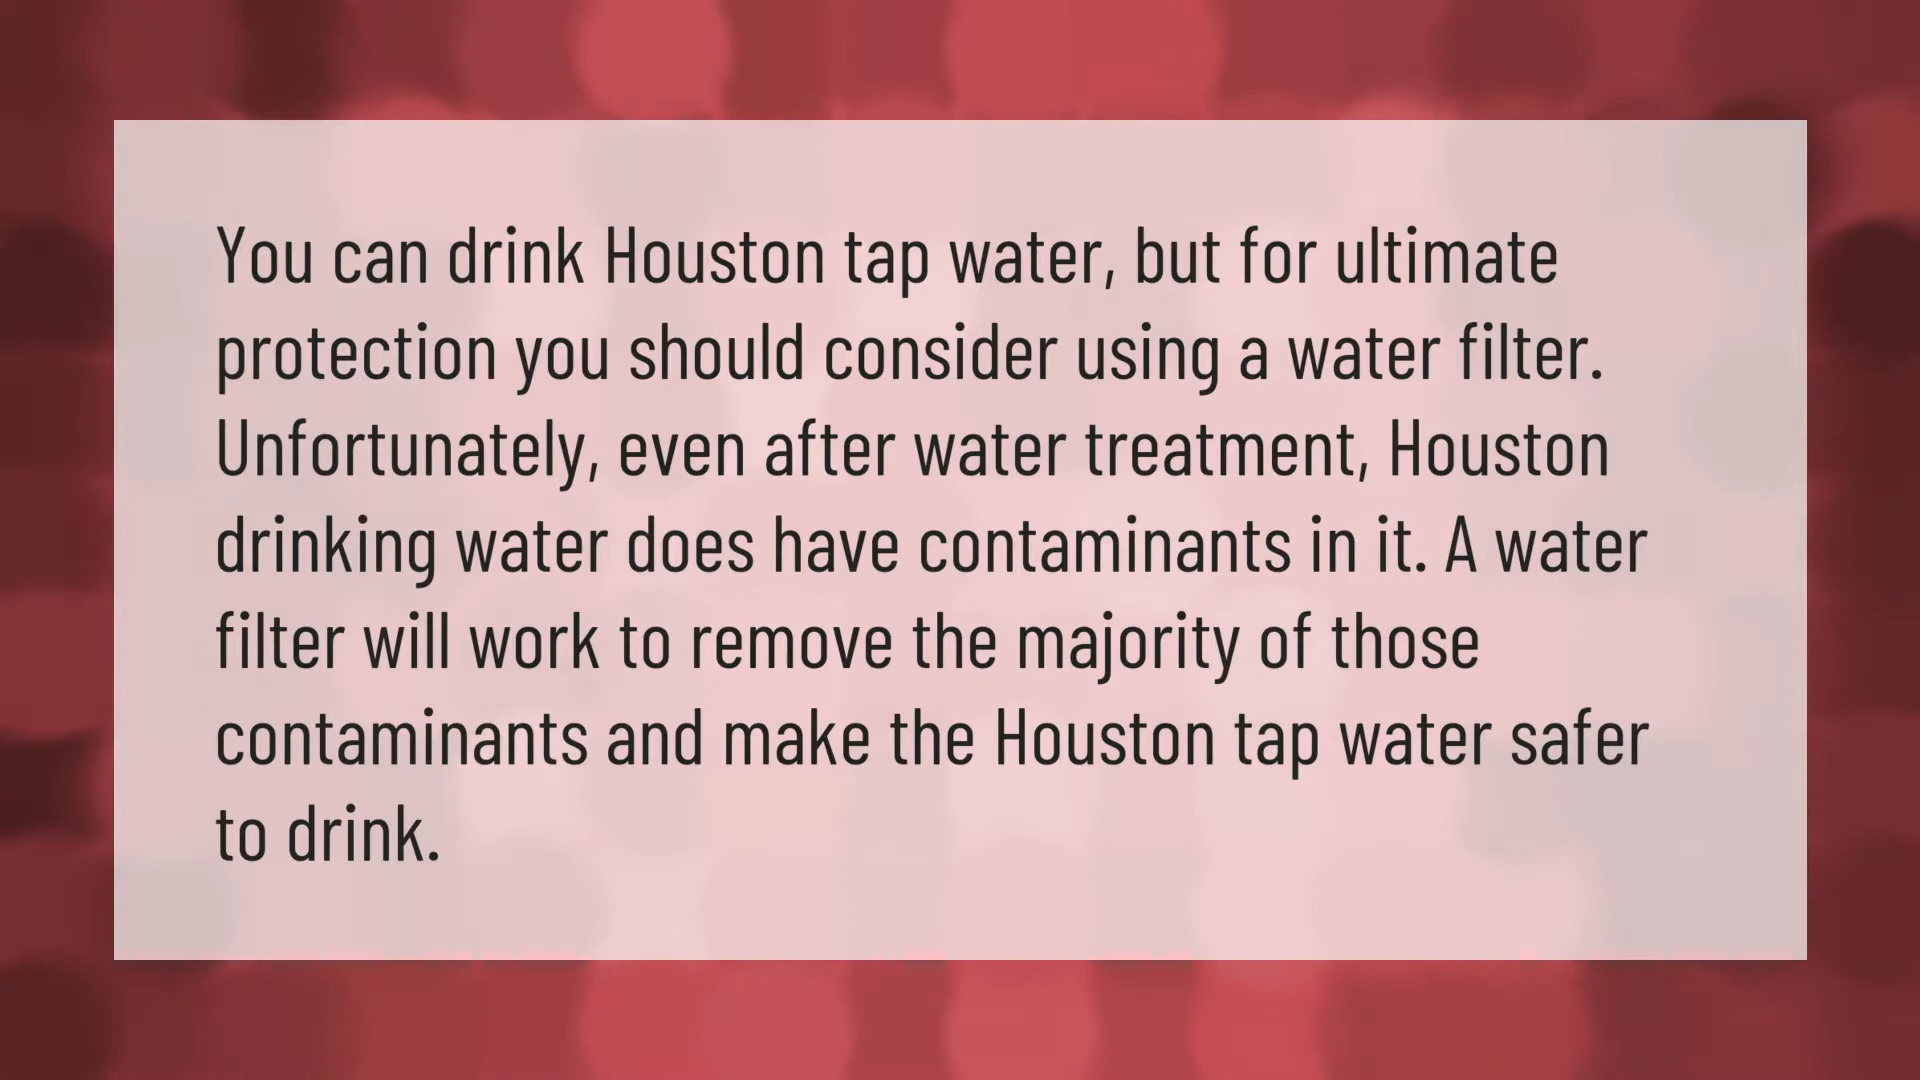 You can drink Houston tap water, but for ultimate
protection you should consider using a water filter.
Unfortunately, even after water treatment, Houston
drinking water does have contaminants in it. A water
filter will work to remove the majority of those
contaminants and make the Houston tap water safer
to drink.